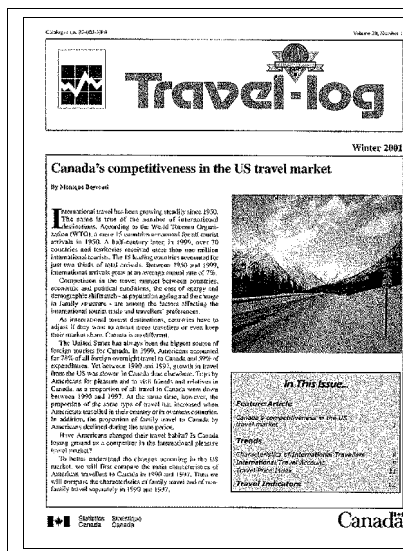 Catalogue no.
Volume 20, Number
Travel-log
Winter 2001
Canada's competitiveness in the US travel market
By Monique Beyrouti
International travel has been growing steadily since 1950.
The same is true of the number of international
destinations. According to the World Tourism Organi-
zation (WTO), a mere 15 countries accounted for all tourist
arrivals in 1950. A half-century later, in 1999, over 70
countries and territories received more than one million
international tourists. The 15 leading countries accounted for
just two thirds of total arrivals. Between 1950 and 1999,
international arrivals grew at an average annual rate of 7%.
Competition in the travel market between countries,
economic and political conditions, the cost of energy and
demographic shifts such as population ageing and the change
in family structure - are among the factors affecting the
international tourist trade and travellers' preferences.
As international tourist destinations, countries have to
adjust if they want to attract more travellers or even keep
their market share. Canada is no different.
The United States has always been the biggest source of
foreign tourists for Canada. In 1999, Americans accounted
for 78% of all foreign overnight travel to Canada and 59% of
expenditures. Yet between 1990 and 1997, growth in travel
from the US was slower in Canada than elsewhere. Trips by
Americans for pleasure and to visit friends and relatives in
Canada as a proportion of all travel to Canada were down
between 1990 and 1997. At the same time, however, the
proportion of the same type of travel increased when
Americans travelled in their country or to overseas countries.
In addition, the proportion of family travel to Canada by
Americans declined during the same period.
Have Americans changed their travel habits? Is Canada
losing ground as a competitor in the international pleasure
travel market?
To better understand the changes occurring in the US
market, we will first compare the main characteristics of
American travellers to Canada in 1990 and 1997. Then we
will compare the characteristics of family travel and of non-
family travel separately in 1990 and 1997.
In This Issue...
Feature Article
Canada's competitiveness in the US
travel market
Trends
Characteristics of International Travellers
International Travel Account
Travel Price Index
Travel Indicators
Statistics Statistique
Canada Canada
Canada